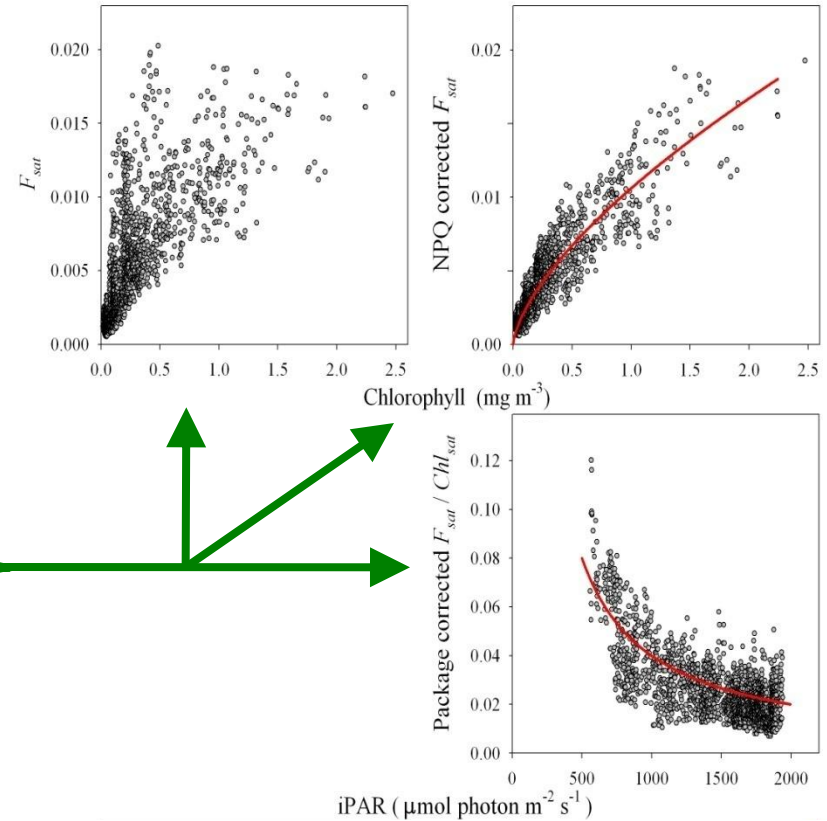 0.020
0.015
0.010
0.005
0.000
F_sat
0.0 0.5 1.0 1.5 2.0 2.5
0.02
0.01
0.00
NPQ corrected F_sat
0.0 0.5 1.0 1.5 2.0 2.5
Chlorophyll (mg m⁻³)
0.12
0.10
0.08
0.06
0.04
0.02
0.00
Package corrected F_sat / Chl_sat
0 500 1000 1500 2000
iPAR ( µmol photon m⁻² s⁻¹ )